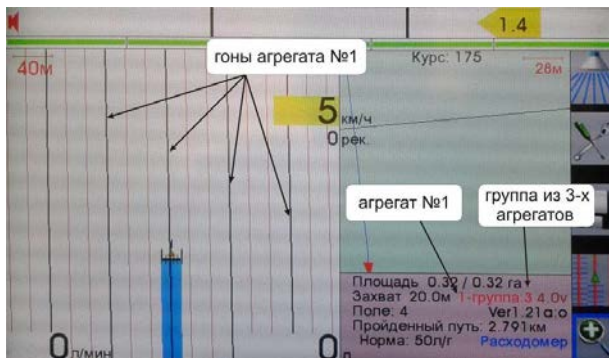 1.4
гоны агрегата №1
40м
Курс: 175
28м
5 км/ч
0 рек.
агрегат №1
группа из 3-х
агрегатов
Площадь 0.32 / 0.32 га
Захват 20.0м 1-группа:3 4.0v
Поле: 4 Ver1.21a:o
Пройденный путь: 2.791км
Норма: 50л/г Расходомер
0 л/мин
0 л